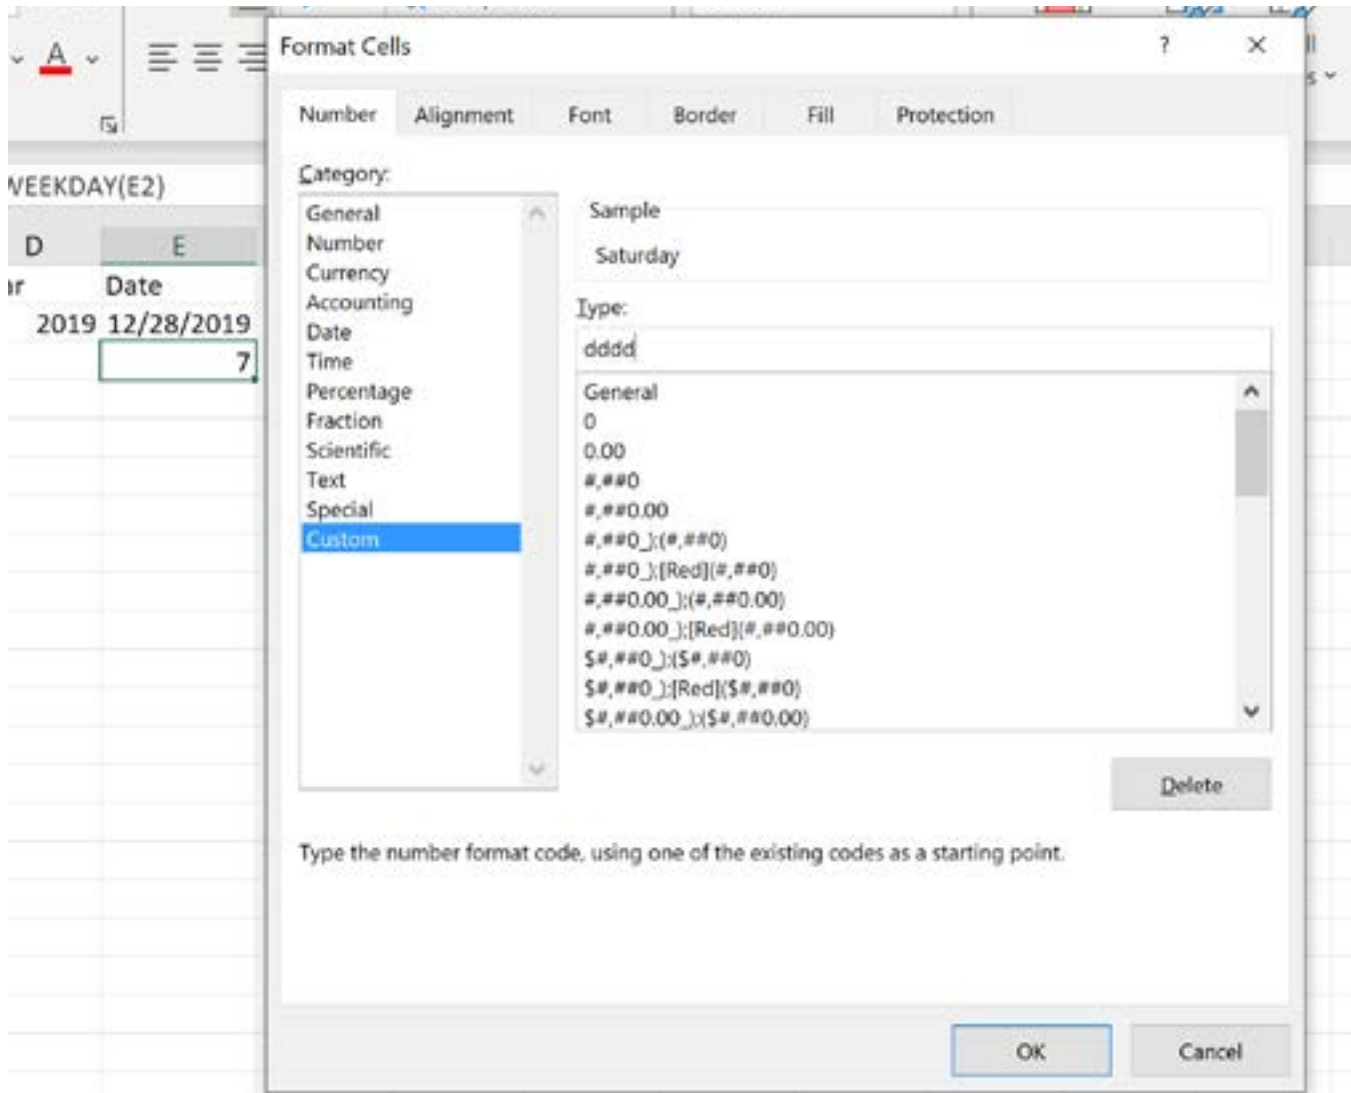 A
Format Cells ? ×
Number Alignment Font Border Fill Protection
WEEKDAY(E2)
D E
Date
2019 12/28/2019
7
Category:
General
Number
Currency
Accounting
Date
Time
Percentage
Fraction
Scientific
Text
Special
Custom
Sample
Saturday
Type:
dddd
General
0
0.00
#,##0
#,##0.00
#,##0_);(#,##0)
#,##0_);[Red](#,##0)
#,##0.00_);(#,##0.00)
#,##0.00_);[Red](#,##0.00)
$#,##0_);($#,##0)
$#,##0_);[Red]($#,##0)
$#,##0.00_);($#,##0.00)
Delete
Type the number format code, using one of the existing codes as a starting point.
OK Cancel